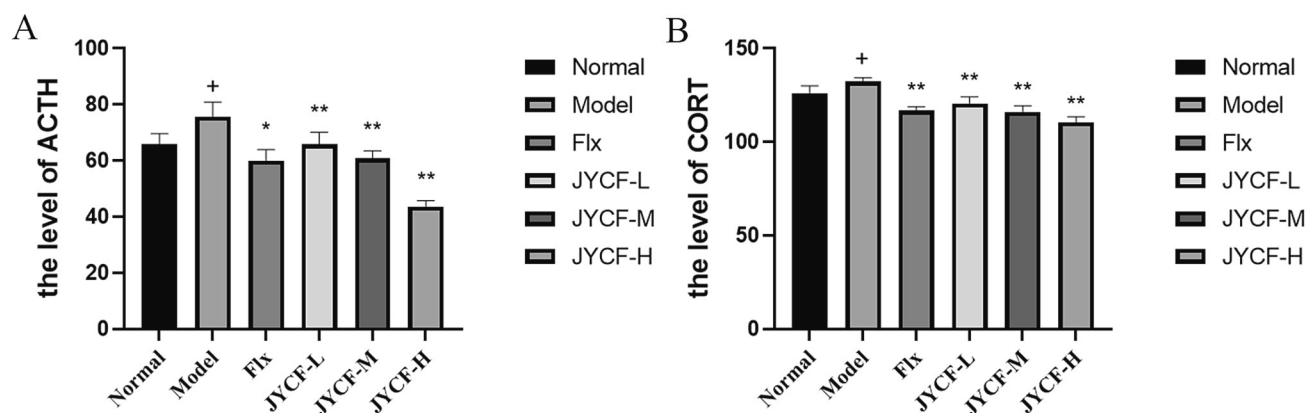 A
the level of ACTH
100
80
60
40
20
0
+
*
**
**
**
Normal
Model
Flx
JYCF-L
JYCF-M
JYCF-H
Normal
Model
Flx
JYCF-L
JYCF-M
JYCF-H
B
the level of CORT
150
100
50
0
+
**
**
**
**
Normal
Model
Flx
JYCF-L
JYCF-M
JYCF-H
Normal
Model
Flx
JYCF-L
JYCF-M
JYCF-H